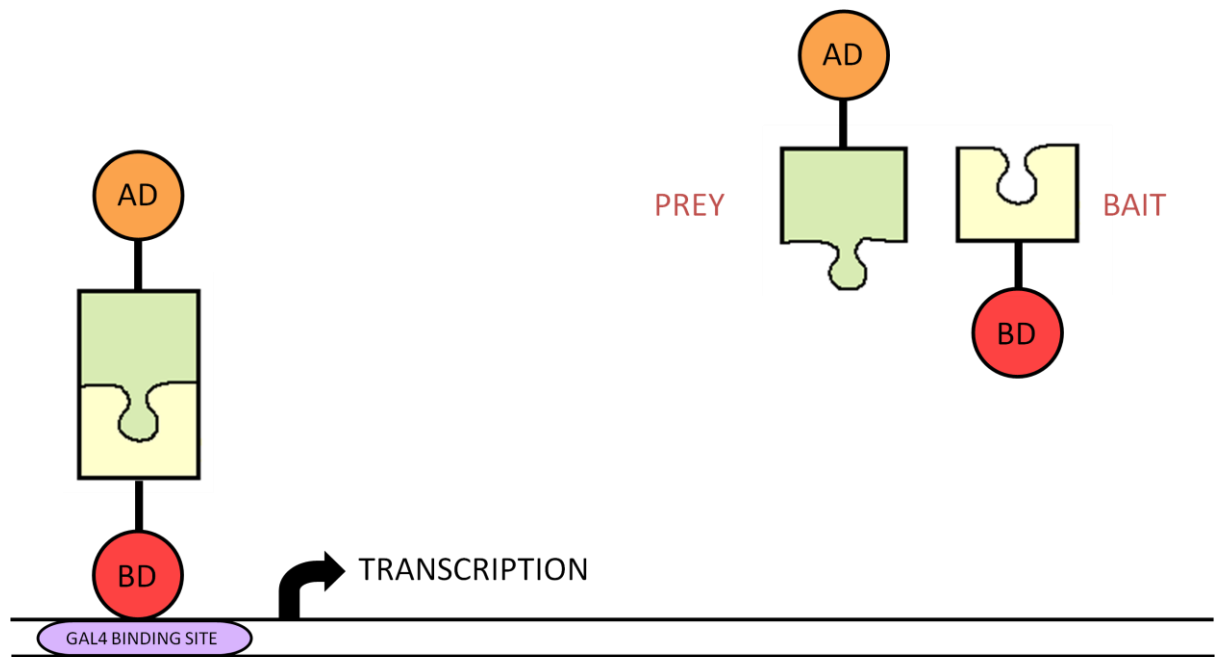 AD
PREY
BAIT
BD
AD
BD
TRANSCRIPTION
GAL4 BINDING SITE